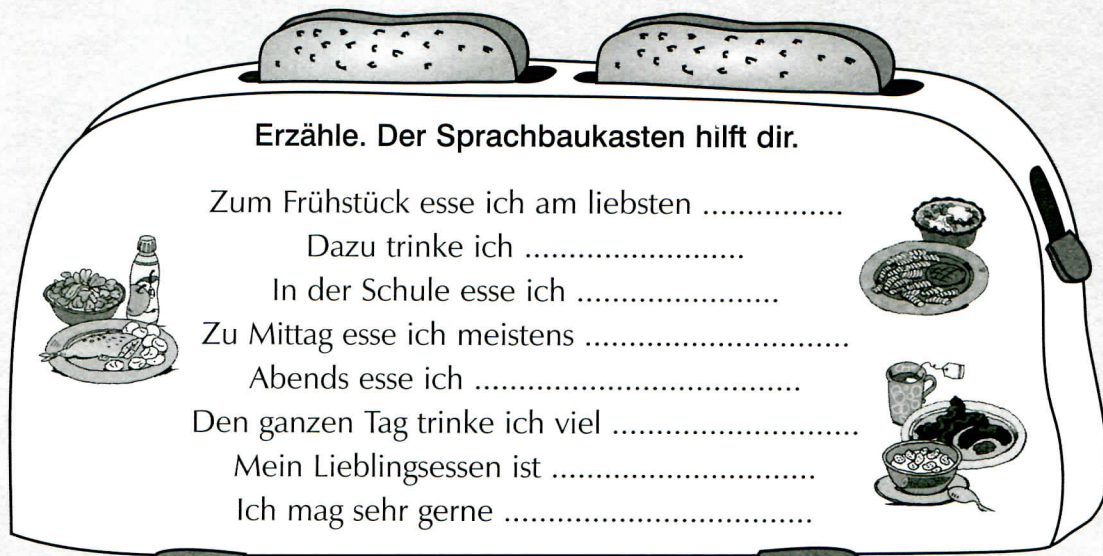 Erzähle. Der Sprachbaukasten hilft dir.
Zum Frühstück esse ich am liebsten ................
Dazu trinke ich .........................
In der Schule esse ich .......................
Zu Mittag esse ich meistens ..............................
Abends esse ich .....................................
Den ganzen Tag trinke ich viel ............................
Mein Lieblingsessen ist ..............................
Ich mag sehr gerne ...................................